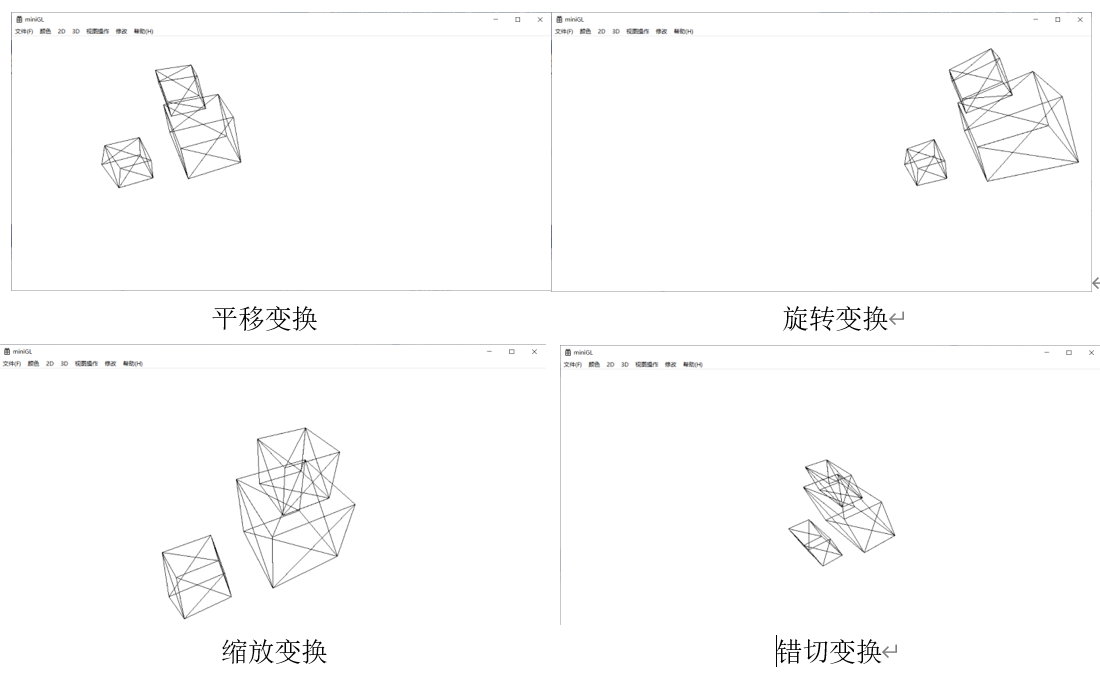 miniGL
文件(F) 颜色 2D 3D 视图操作 修改 帮助(H)
miniGL
文件(F) 颜色 2D 3D 视图操作 修改 帮助(H)
平移变换
旋转变换↵
miniGL
文件(F) 颜色 2D 3D 视图操作 修改 帮助(H)
miniGL
文件(F) 颜色 2D 3D 视图操作 修改 帮助(H)
缩放变换
错切变换↵